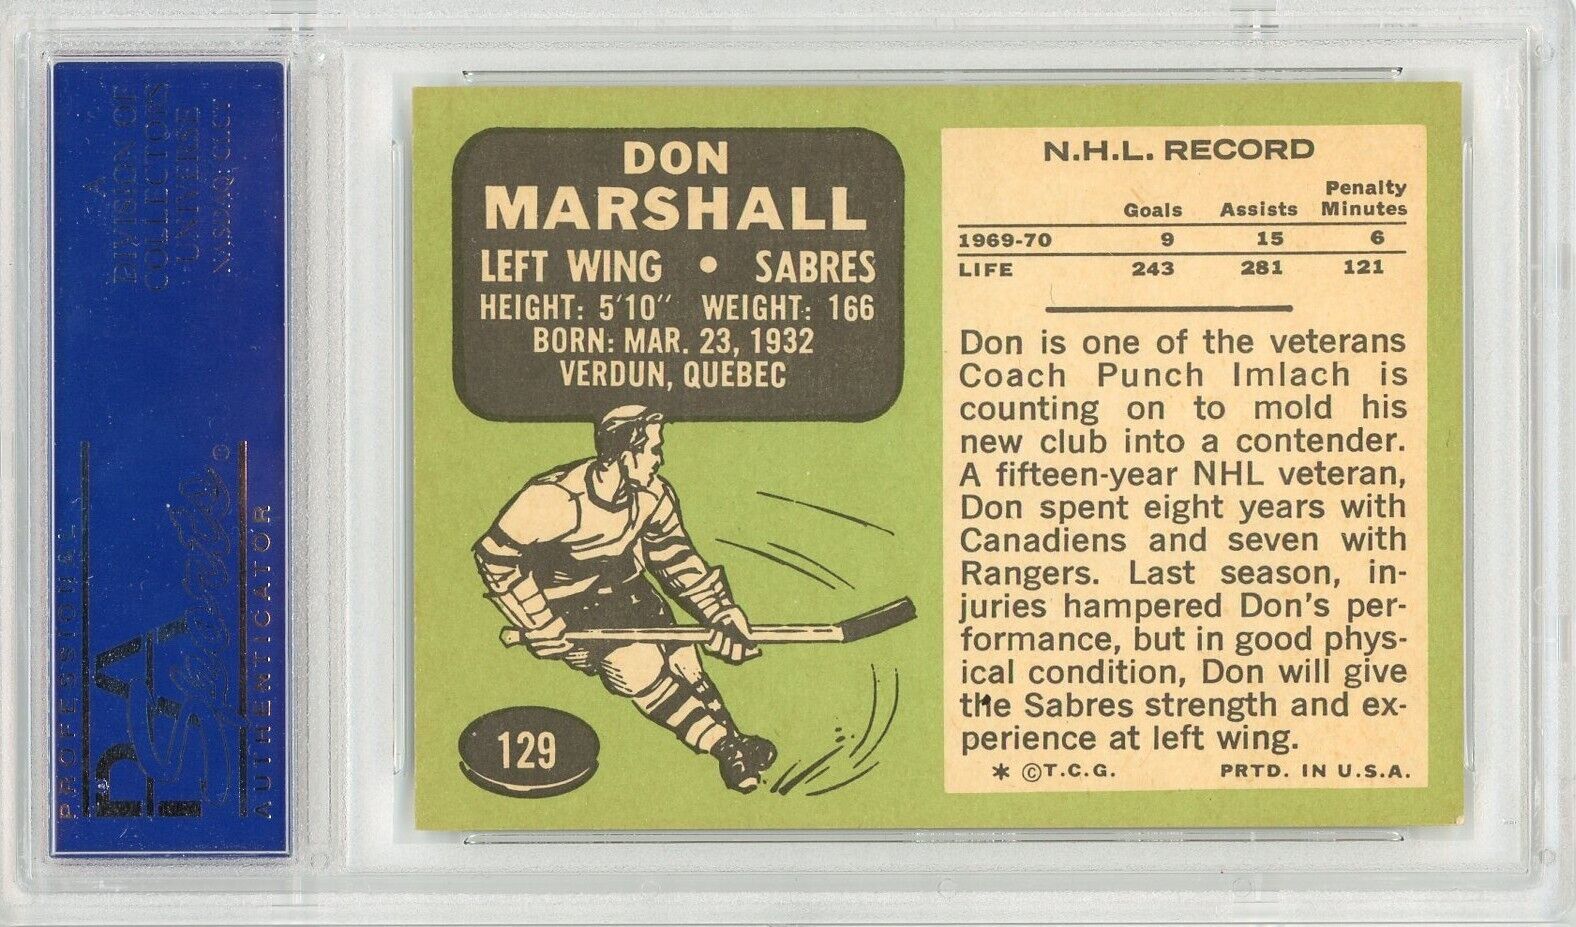 A
DIVISION OF
COLLECTORS
UNIVERSE
NASDAQ: CLCT
PROFESSIONAL
PSA
Sports
AUTHENTICATOR
DON
MARSHALL
LEFT WING • SABRES
HEIGHT: 5'10" WEIGHT: 166
BORN: MAR. 23, 1932
VERDUN, QUEBEC
129
N.H.L. RECORD
Penalty
Goals Assists Minutes
1969-70 9 15 6
LIFE 243 281 121
Don is one of the veterans
Coach Punch Imlach is
counting on to mold his
new club into a contender.
A fifteen-year NHL veteran,
Don spent eight years with
Canadiens and seven with
Rangers. Last season, in-
juries hampered Don's per-
formance, but in good phys-
ical condition, Don will give
the Sabres strength and ex-
perience at left wing.
* ©T.C.G. PRTD. IN U.S.A.